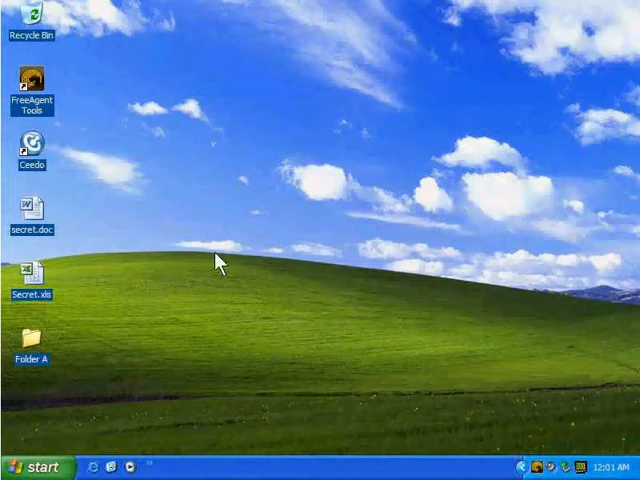 Recycle Bin
FreeAgent
Tools
Ceedo
secret.doc
Secret.xls
Folder A
start
12:01 AM